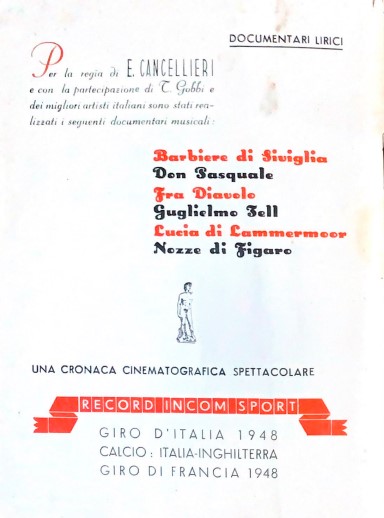 DOCUMENTARI LIRICI
Per la regia di E. CANCELLIERI
e con la partecipazione di T. Gobbi e
dei migliori artisti italiani sono stati rea-
lizzati i seguenti documentari musicali:
Barbiere di Siviglia
Don Pasquale
Fra Diavolo
Guglielmo Tell
Lucia di Lammermoor
Nozze di Figaro
UNA CRONACA CINEMATOGRAFICA SPETTACOLARE
RECORD INCOM SPORT
GIRO D'ITALIA 1948
CALCIO: ITALIA-INGHILTERRA
GIRO DI FRANCIA 1948